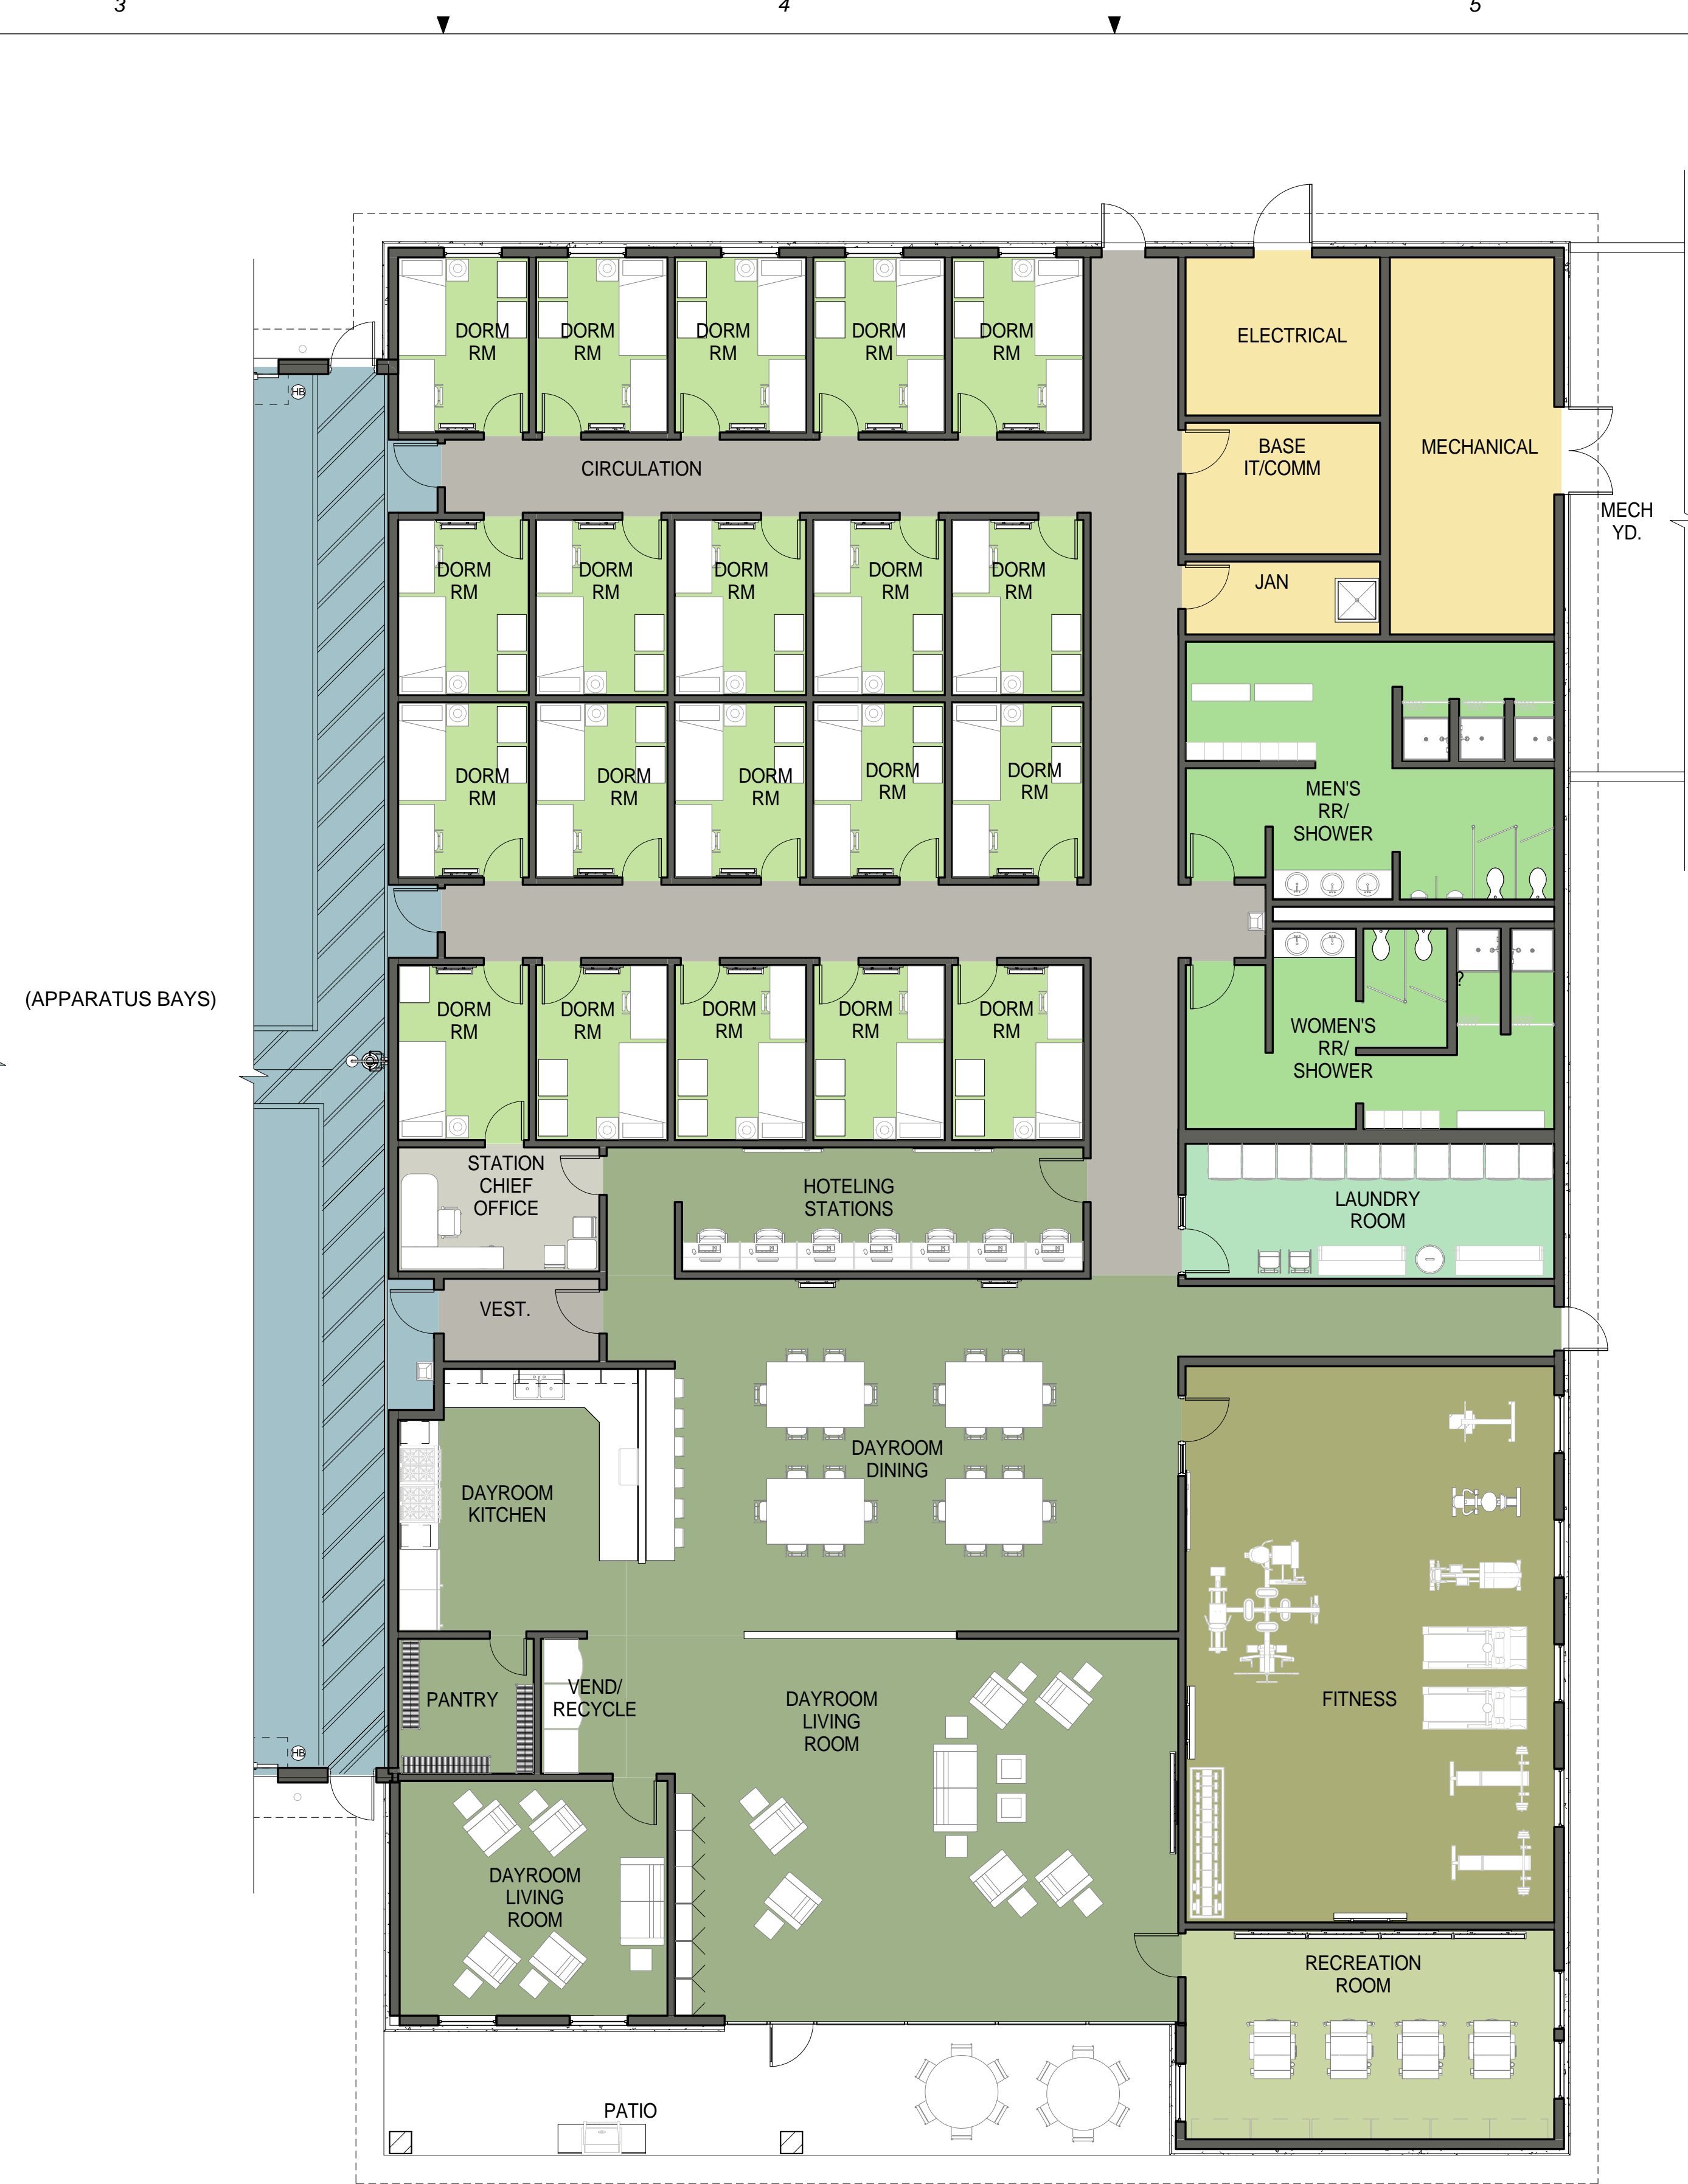 3
4
5
DORM
RM
DORM
RM
DORM
RM
DORM
RM
DORM
RM
ELECTRICAL
HB
CIRCULATION
BASE
IT/COMM
MECHANICAL
MECH
YD.
DORM
RM
DORM
RM
DORM
RM
DORM
RM
DORM
RM
JAN
DORM
RM
DORM
RM
DORM
RM
DORM
RM
DORM
RM
MEN'S
RR/
SHOWER
(APPARATUS BAYS)
DORM
RM
DORM
RM
DORM
RM
DORM
RM
DORM
RM
?
WOMEN'S
RR/
SHOWER
STATION
CHIEF
OFFICE
HOTELING
STATIONS
LAUNDRY
ROOM
VEST.
DAYROOM
DINING
DAYROOM
KITCHEN
PANTRY
VEND/
RECYCLE
DAYROOM
LIVING
ROOM
FITNESS
HB
DAYROOM
LIVING
ROOM
RECREATION
ROOM
PATIO